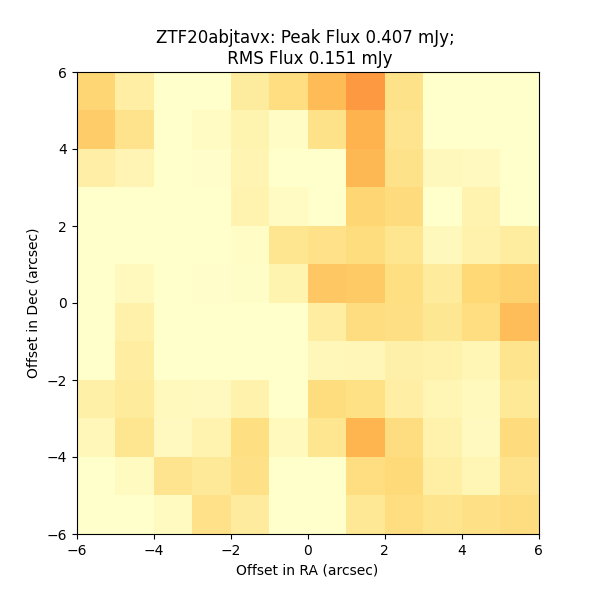 ZTF20abjtavx: Peak Flux 0.407 mJy;
RMS Flux 0.151 mJy
6
4
2
0
−2
−4
−6
Offset in Dec (arcsec)
−6 −4 −2 0 2 4 6
Offset in RA (arcsec)